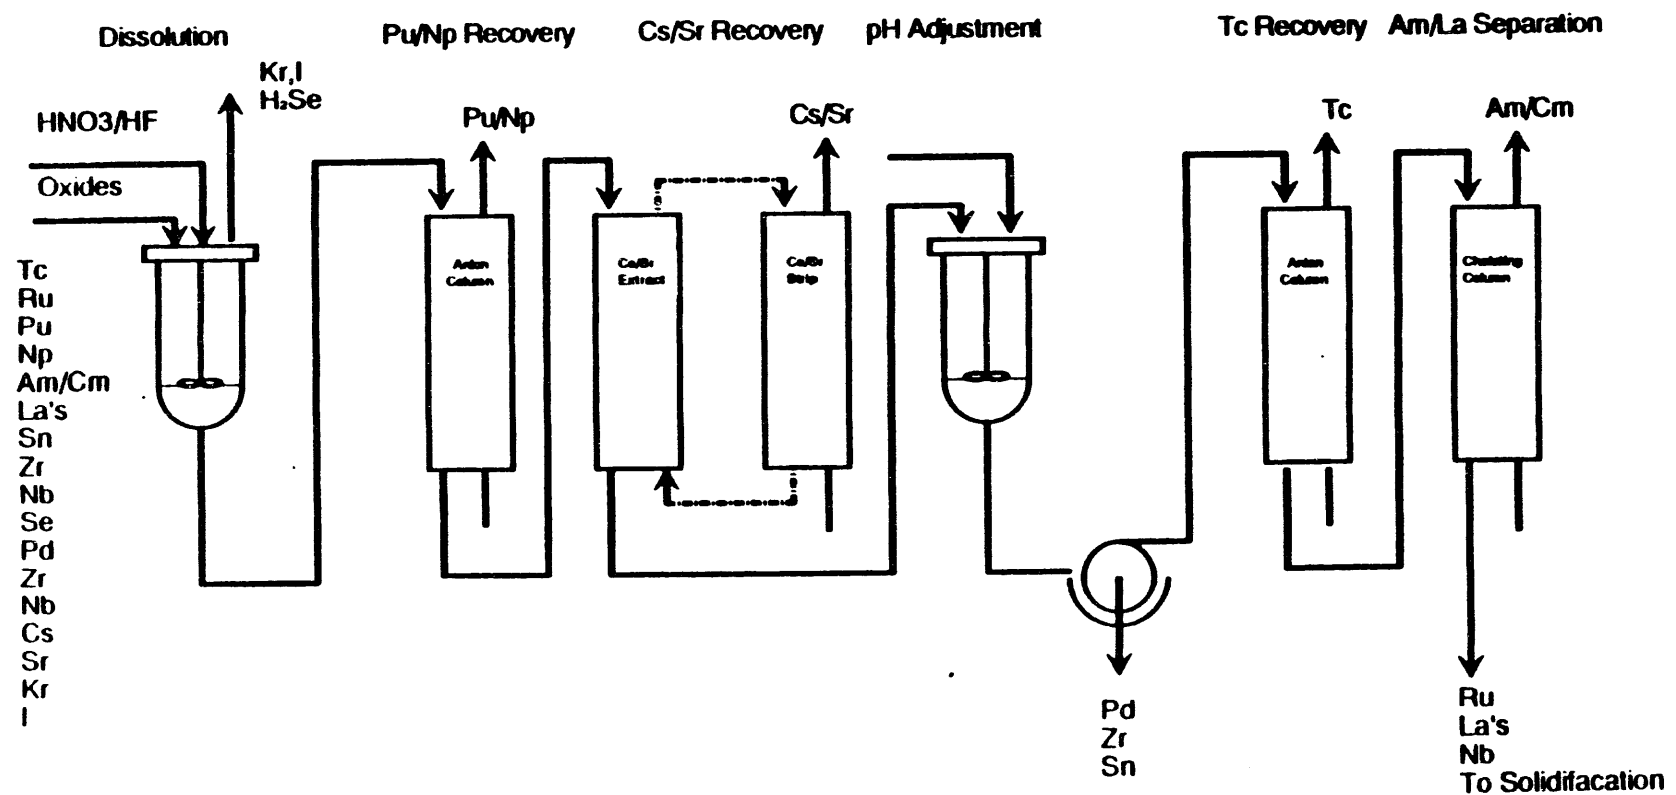 Dissolution
Pu/Np Recovery
Cs/Sr Recovery
pH Adjustment
Tc Recovery
Am/La Separation
Kr,I
H₂Se
HNO3/HF
Oxides
Pu/Np
Cs/Sr
Tc
Am/Cm
Tc
Ru
Pu
Np
Am/Cm
La's
Sn
Zr
Nb
Se
Pd
Zr
Nb
Cs
Sr
Kr
I
Anion
Column
Cs/Sr
Extract
Cs/Sr
Strip
Anion
Column
Chelating
Column
Pd
Zr
Sn
Ru
La's
Nb
To Solidifacation